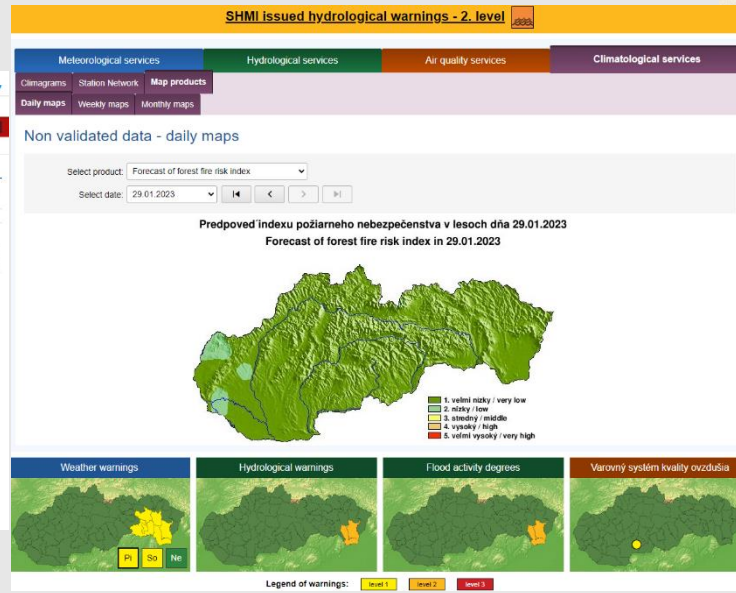 SHMI issued hydrological warnings - 2. level
Meteorological services
Hydrological services
Air quality services
Climatological services
Climagrams
Station Network
Map products
Daily maps
Weekly maps
Monthly maps
Non validated data - daily maps
Select product: Forecast of forest fire risk index
Select date: 29.01.2023
Predpoveď indexu požiarneho nebezpečenstva v lesoch dňa 29.01.2023
Forecast of forest fire risk index in 29.01.2023
1. velmi nizky / very low
2. nízky / low
3. stredný / middle
4. vysoký / high
5. velmi vysoký / very high
Weather warnings
Hydrological warnings
Flood activity degrees
Varovný systém kvality ovzdušia
Pi
So
Ne
Legend of warnings: level 1 level 2 level 3